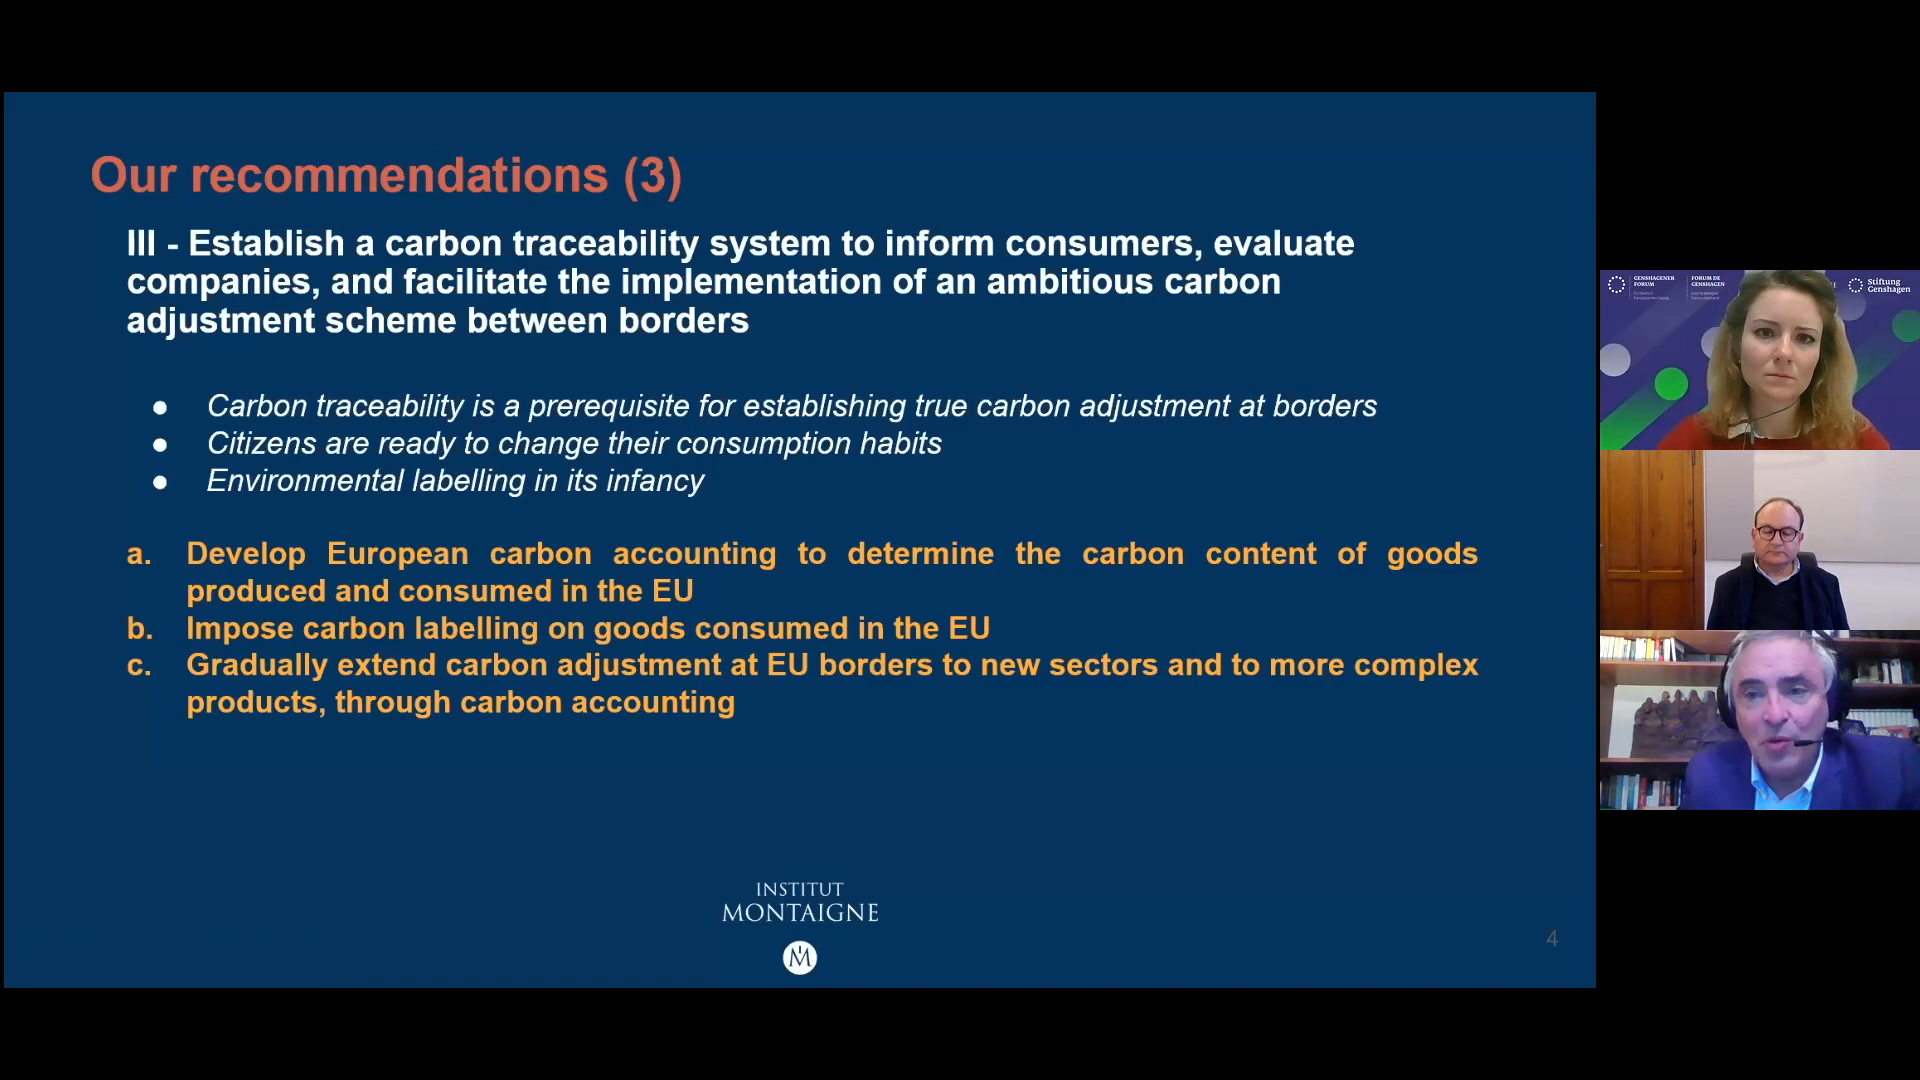 Our recommendations (3)
III - Establish a carbon traceability system to inform consumers, evaluate
companies, and facilitate the implementation of an ambitious carbon
adjustment scheme between borders
● Carbon traceability is a prerequisite for establishing true carbon adjustment at borders
● Citizens are ready to change their consumption habits
● Environmental labelling in its infancy
a. Develop European carbon accounting to determine the carbon content of goods
produced and consumed in the EU
b. Impose carbon labelling on goods consumed in the EU
c. Gradually extend carbon adjustment at EU borders to new sectors and to more complex
products, through carbon accounting
INSTITUT
MONTAIGNE
4
GENSHAGENER
FORUM
FORUM DE
GENSHAGEN
Stiftung
Genshagen